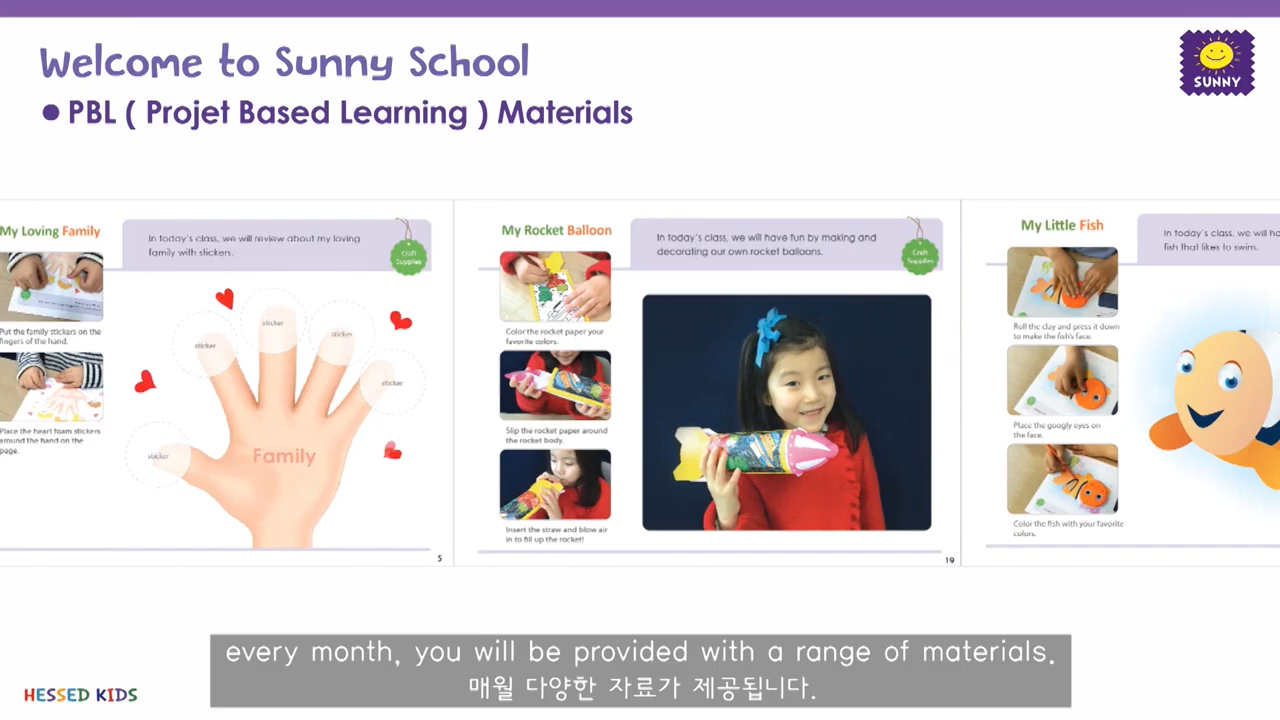 Welcome to Sunny School
SUNNY
● PBL ( Projet Based Learning ) Materials
My Loving Family
In today's class, we will review about my loving
family with stickers.
Craft
Supplies
Put the family stickers on the
fingers of the hand.
Place the heart foam stickers
around the hand on the
page.
sticker
sticker
sticker
sticker
sticker
Family
5
My Rocket Balloon
In today's class, we will have fun by making and
decorating our own rocket balloons.
Craft
Supplies
Color the rocket paper your
favorite colors.
Slip the rocket paper around
the rocket body.
Insert the straw and blow air
in to fill up the rocket!
19
My Little Fish
In today's class, we will
fish that likes to swim.
Roll the clay and press it down
to make the fish's face.
Place the googly eyes on
the face.
Color the fish with your favorite
colors.
every month, you will be provided with a range of materials.
매월 다양한 자료가 제공됩니다.
HESSED KIDS